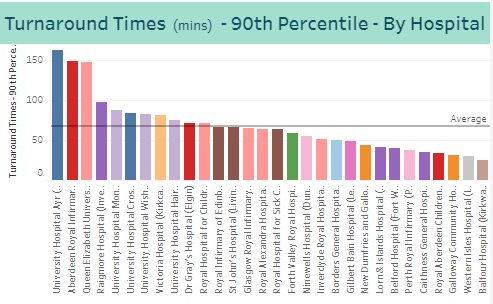 Turnaround Times (mins) - 90th Percentile - By Hospital
Turnaround Times - 90th Perce..
150
100
50
0
Average
University Hospital Ayr (..
Aberdeen Royal Infirmar..
Queen Elizabeth Univers..
Raigmore Hospital (Inve..
University Hospital Mon..
University Hospital Cros..
University Hospital Wish..
Victoria Hospital (Kirkca..
University Hospital Harr..
Dr Gray's Hospital (Elgin)
Royal Hospital for Childr..
Royal Infirmary of Edinb..
St John's Hospital (Livin..
Glasgow Royal Infirmary..
Royal Alexandra Hospita..
Royal Hospital for Sick C..
Forth Valley Royal Hospi..
Ninewells Hospital (Dun..
Inverclyde Royal Hospita..
Borders General Hospita..
Gilbert Bain Hospital (Le..
New Dumfries and Gallo..
Lorn & Islands Hospital (..
Belford Hospital (Fort W..
Perth Royal Infirmary (P..
Caithness General Hospi..
Royal Aberdeen Children..
Galloway Community Ho..
Western Isles Hospital (I..
Balfour Hospital (Kirkwa..